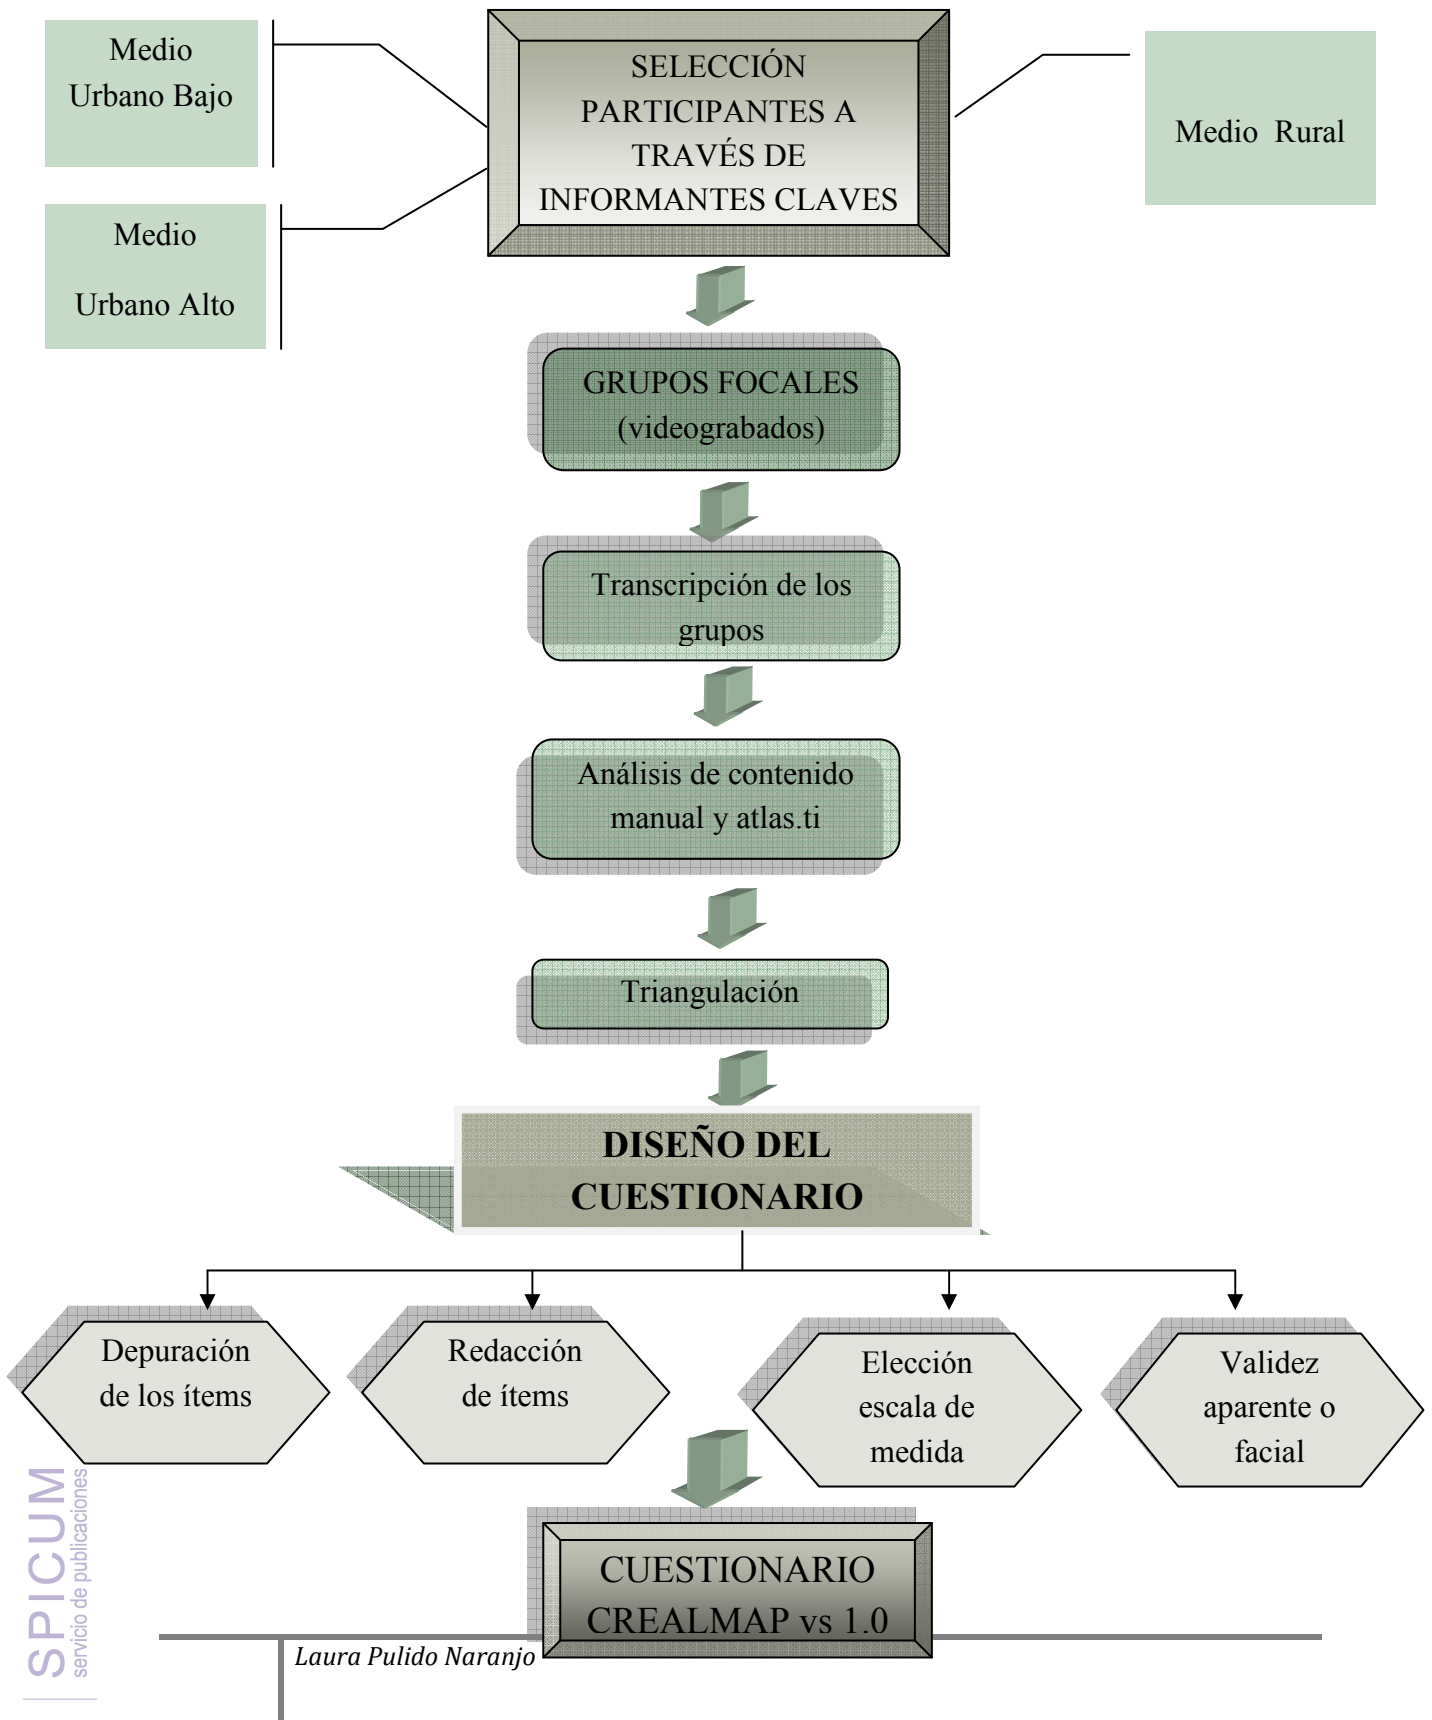 Medio
Urbano Bajo
Medio
Urbano Alto
SELECCIÓN
PARTICIPANTES A
TRAVÉS DE
INFORMANTES CLAVES
Medio Rural
GRUPOS FOCALES
(videograbados)
Transcripción de los
grupos
Análisis de contenido
manual y atlas.ti
Triangulación
DISEÑO DEL
CUESTIONARIO
Depuración
de los ítems
Redacción
de ítems
Elección
escala de
medida
Validez
aparente o
facial
CUESTIONARIO
CREALMAP vs 1.0
Laura Pulido Naranjo
SPICUM
servicio de publicaciones